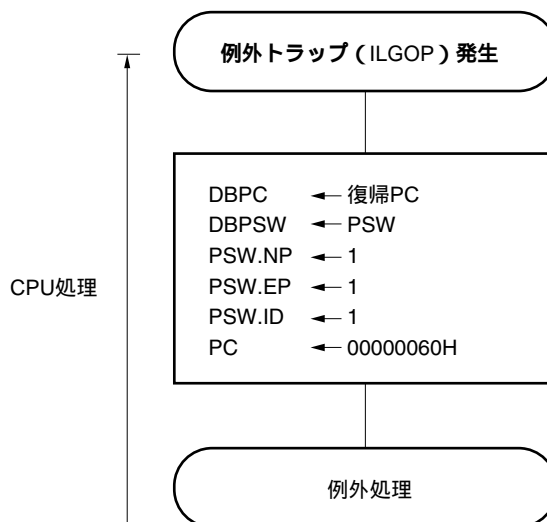 例外トラップ（ILGOP）発生
DBPC ← 復帰PC
DBPSW ← PSW
PSW.NP ← 1
PSW.EP ← 1
PSW.ID ← 1
PC ← 00000060H
CPU処理
例外処理